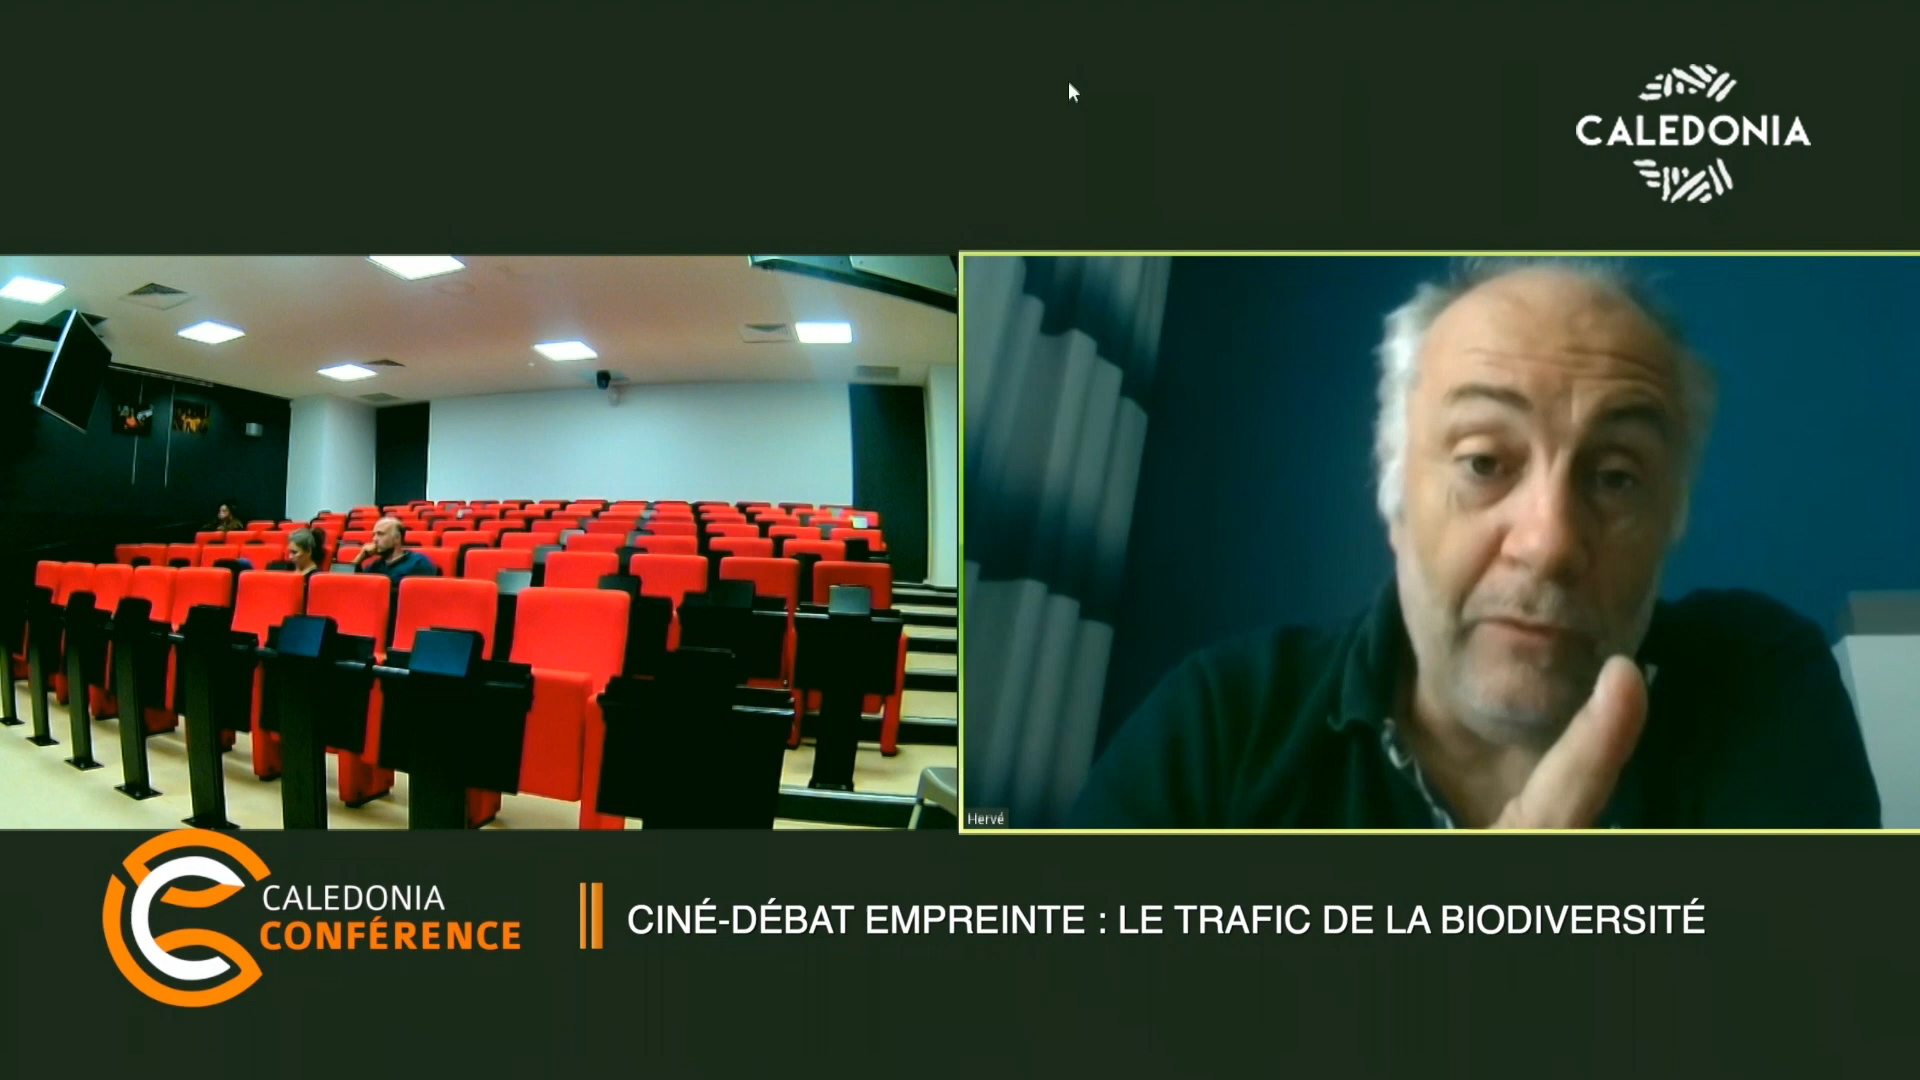 CALEDONIA
Hervé
CALEDONIA
CONFÉRENCE
CINÉ-DÉBAT EMPREINTE : LE TRAFIC DE LA BIODIVERSITÉ